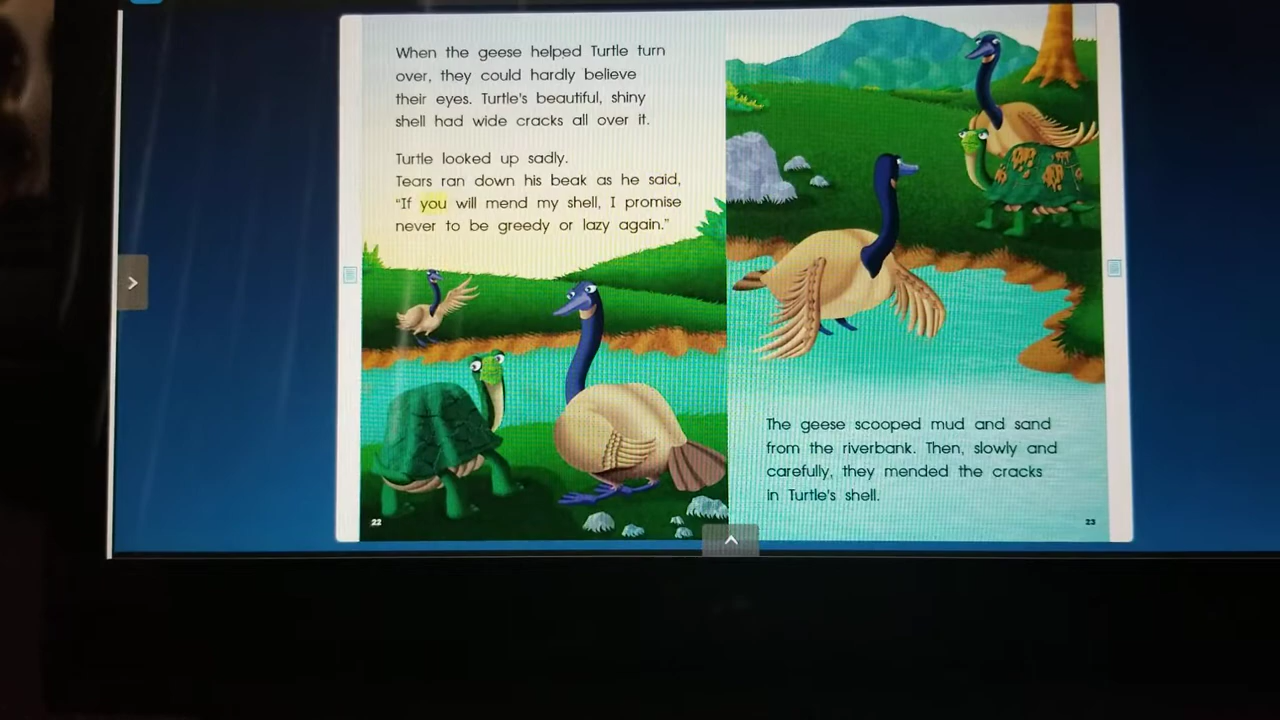 When the geese helped Turtle turn
over, they could hardly believe
their eyes. Turtle's beautiful, shiny
shell had wide cracks all over it.
Turtle looked up sadly.
Tears ran down his beak as he said,
“If you will mend my shell, I promise
never to be greedy or lazy again.”
22
The geese scooped mud and sand
from the riverbank. Then, slowly and
carefully, they mended the cracks
in Turtle's shell.
23